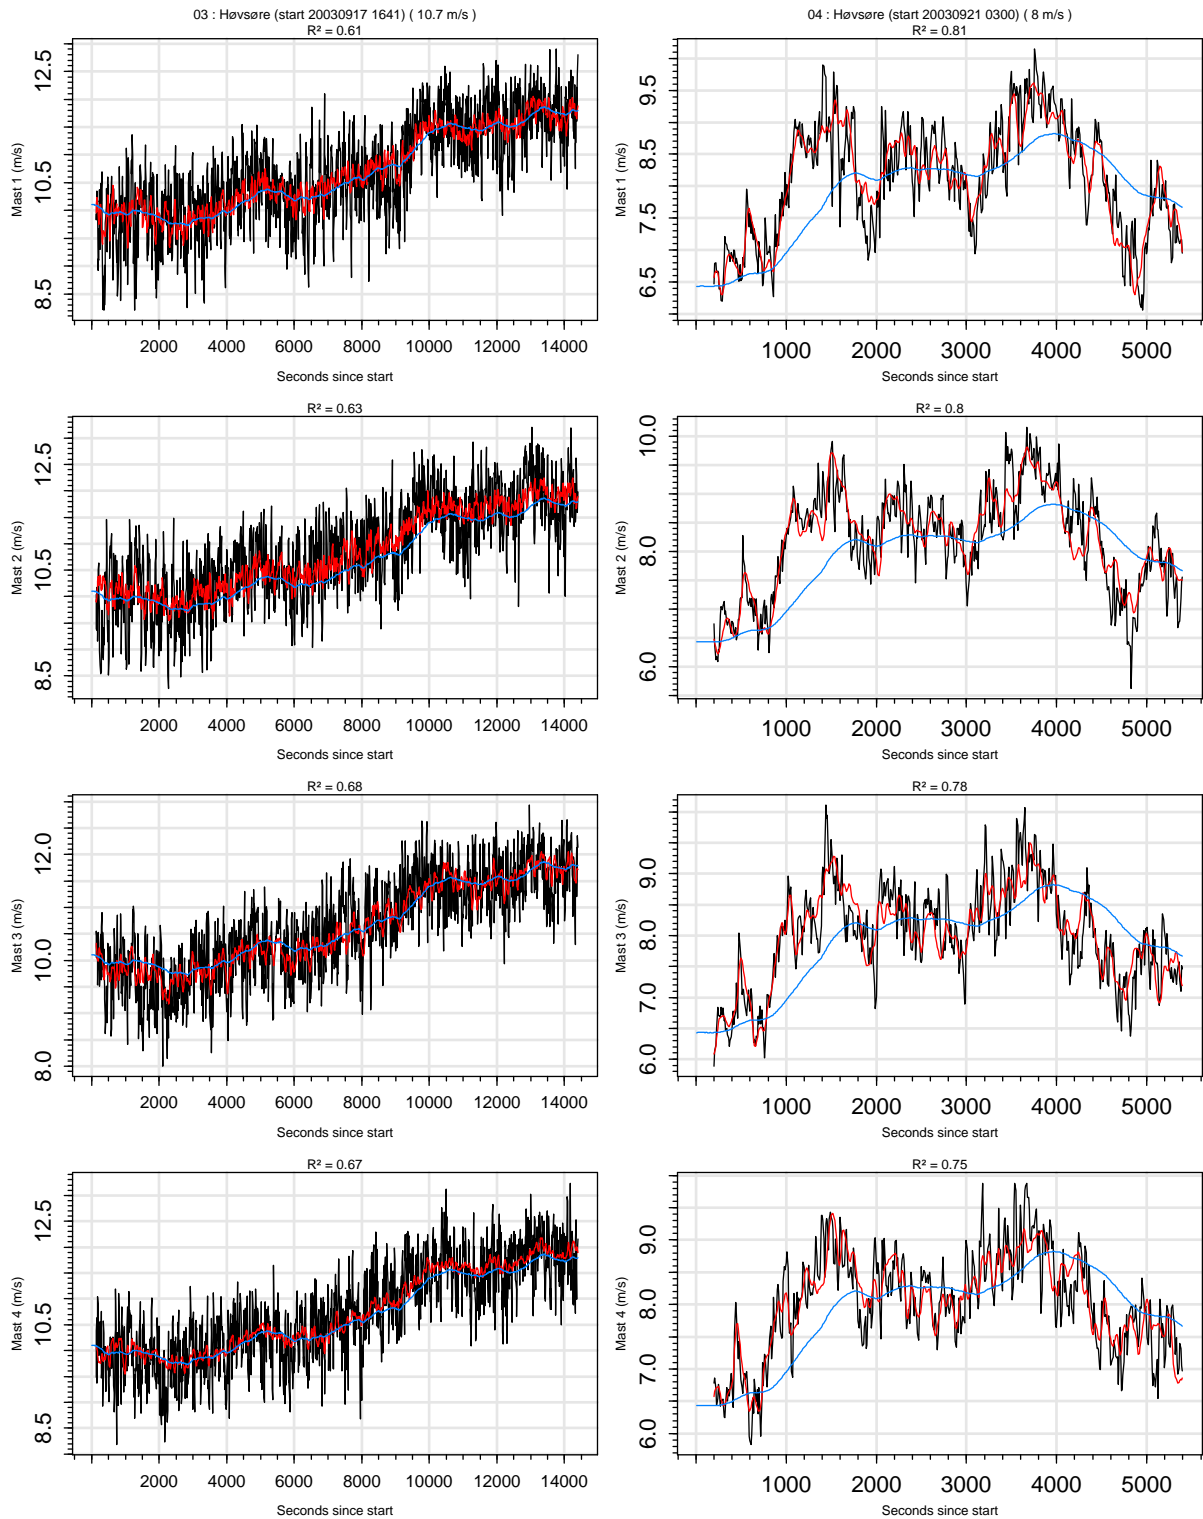 03 : Høvsøre (start 20030917 1641) ( 10.7 m/s )
R² = 0.61
Mast 1 (m/s)
12.5
10.5
8.5
2000 4000 6000 8000 10000 12000 14000
Seconds since start
04 : Høvsøre (start 20030921 0300) ( 8 m/s )
R² = 0.81
Mast 1 (m/s)
9.5
8.5
7.5
6.5
1000 2000 3000 4000 5000
Seconds since start
R² = 0.63
Mast 2 (m/s)
12.5
10.5
8.5
2000 4000 6000 8000 10000 12000 14000
Seconds since start
R² = 0.8
Mast 2 (m/s)
10.0
8.0
6.0
1000 2000 3000 4000 5000
Seconds since start
R² = 0.68
Mast 3 (m/s)
12.0
10.0
8.0
2000 4000 6000 8000 10000 12000 14000
Seconds since start
R² = 0.78
Mast 3 (m/s)
9.0
8.0
7.0
6.0
1000 2000 3000 4000 5000
Seconds since start
R² = 0.67
Mast 4 (m/s)
12.5
10.5
8.5
2000 4000 6000 8000 10000 12000 14000
Seconds since start
R² = 0.75
Mast 4 (m/s)
9.0
8.0
7.0
6.0
1000 2000 3000 4000 5000
Seconds since start